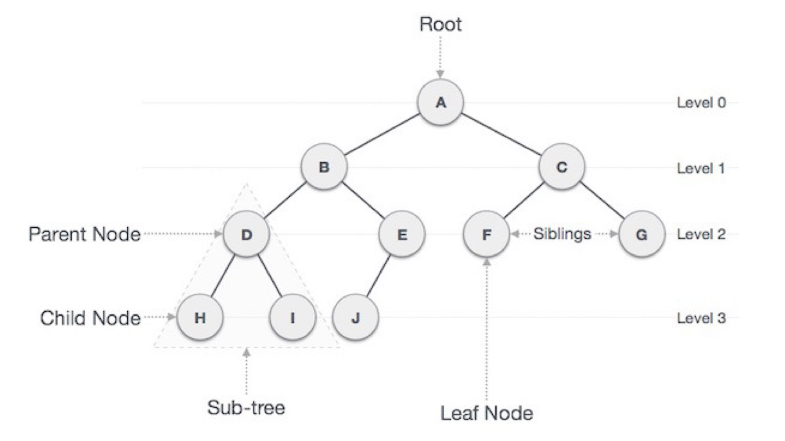 Root
A
Level 0
B
C
Level 1
Parent Node
D
E
F
Siblings
G
Level 2
Child Node
H
I
J
Level 3
Sub-tree
Leaf Node